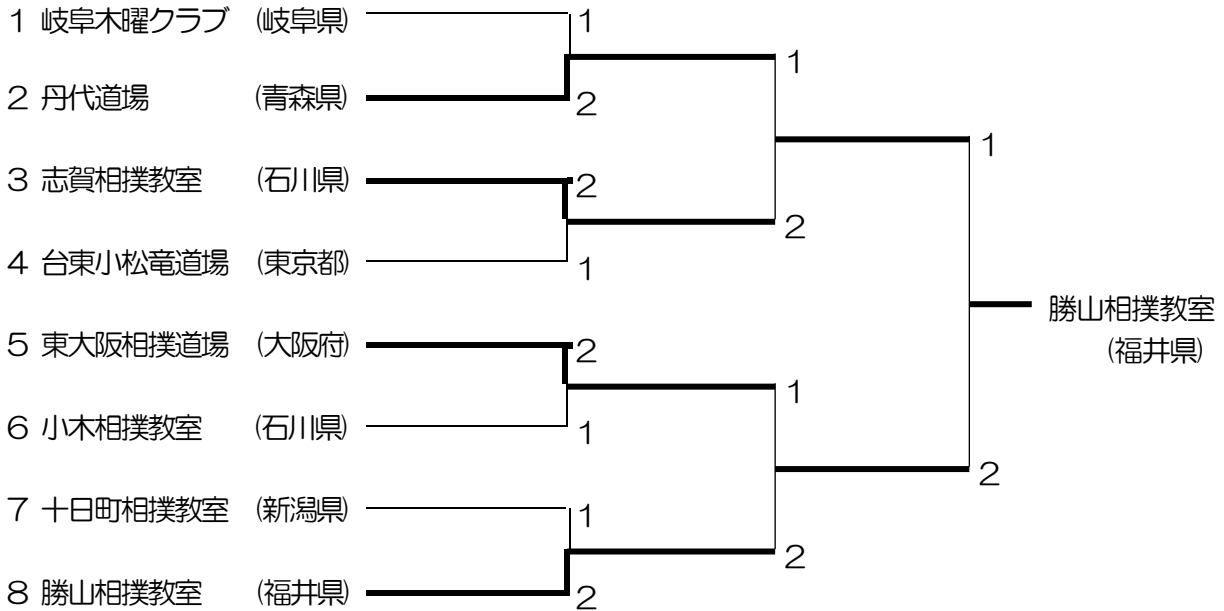 1 岐阜木曜クラブ (岐阜県) 1
1
2 丹代道場 (青森県) 2
1
3 志賀相撲教室 (石川県) 2
2
4 台東小松竜道場 (東京都) 1
勝山相撲教室
(福井県)
5 東大阪相撲道場 (大阪府) 2
1
6 小木相撲教室 (石川県) 1
2
7 十日町相撲教室 (新潟県) 1
2
8 勝山相撲教室 (福井県) 2